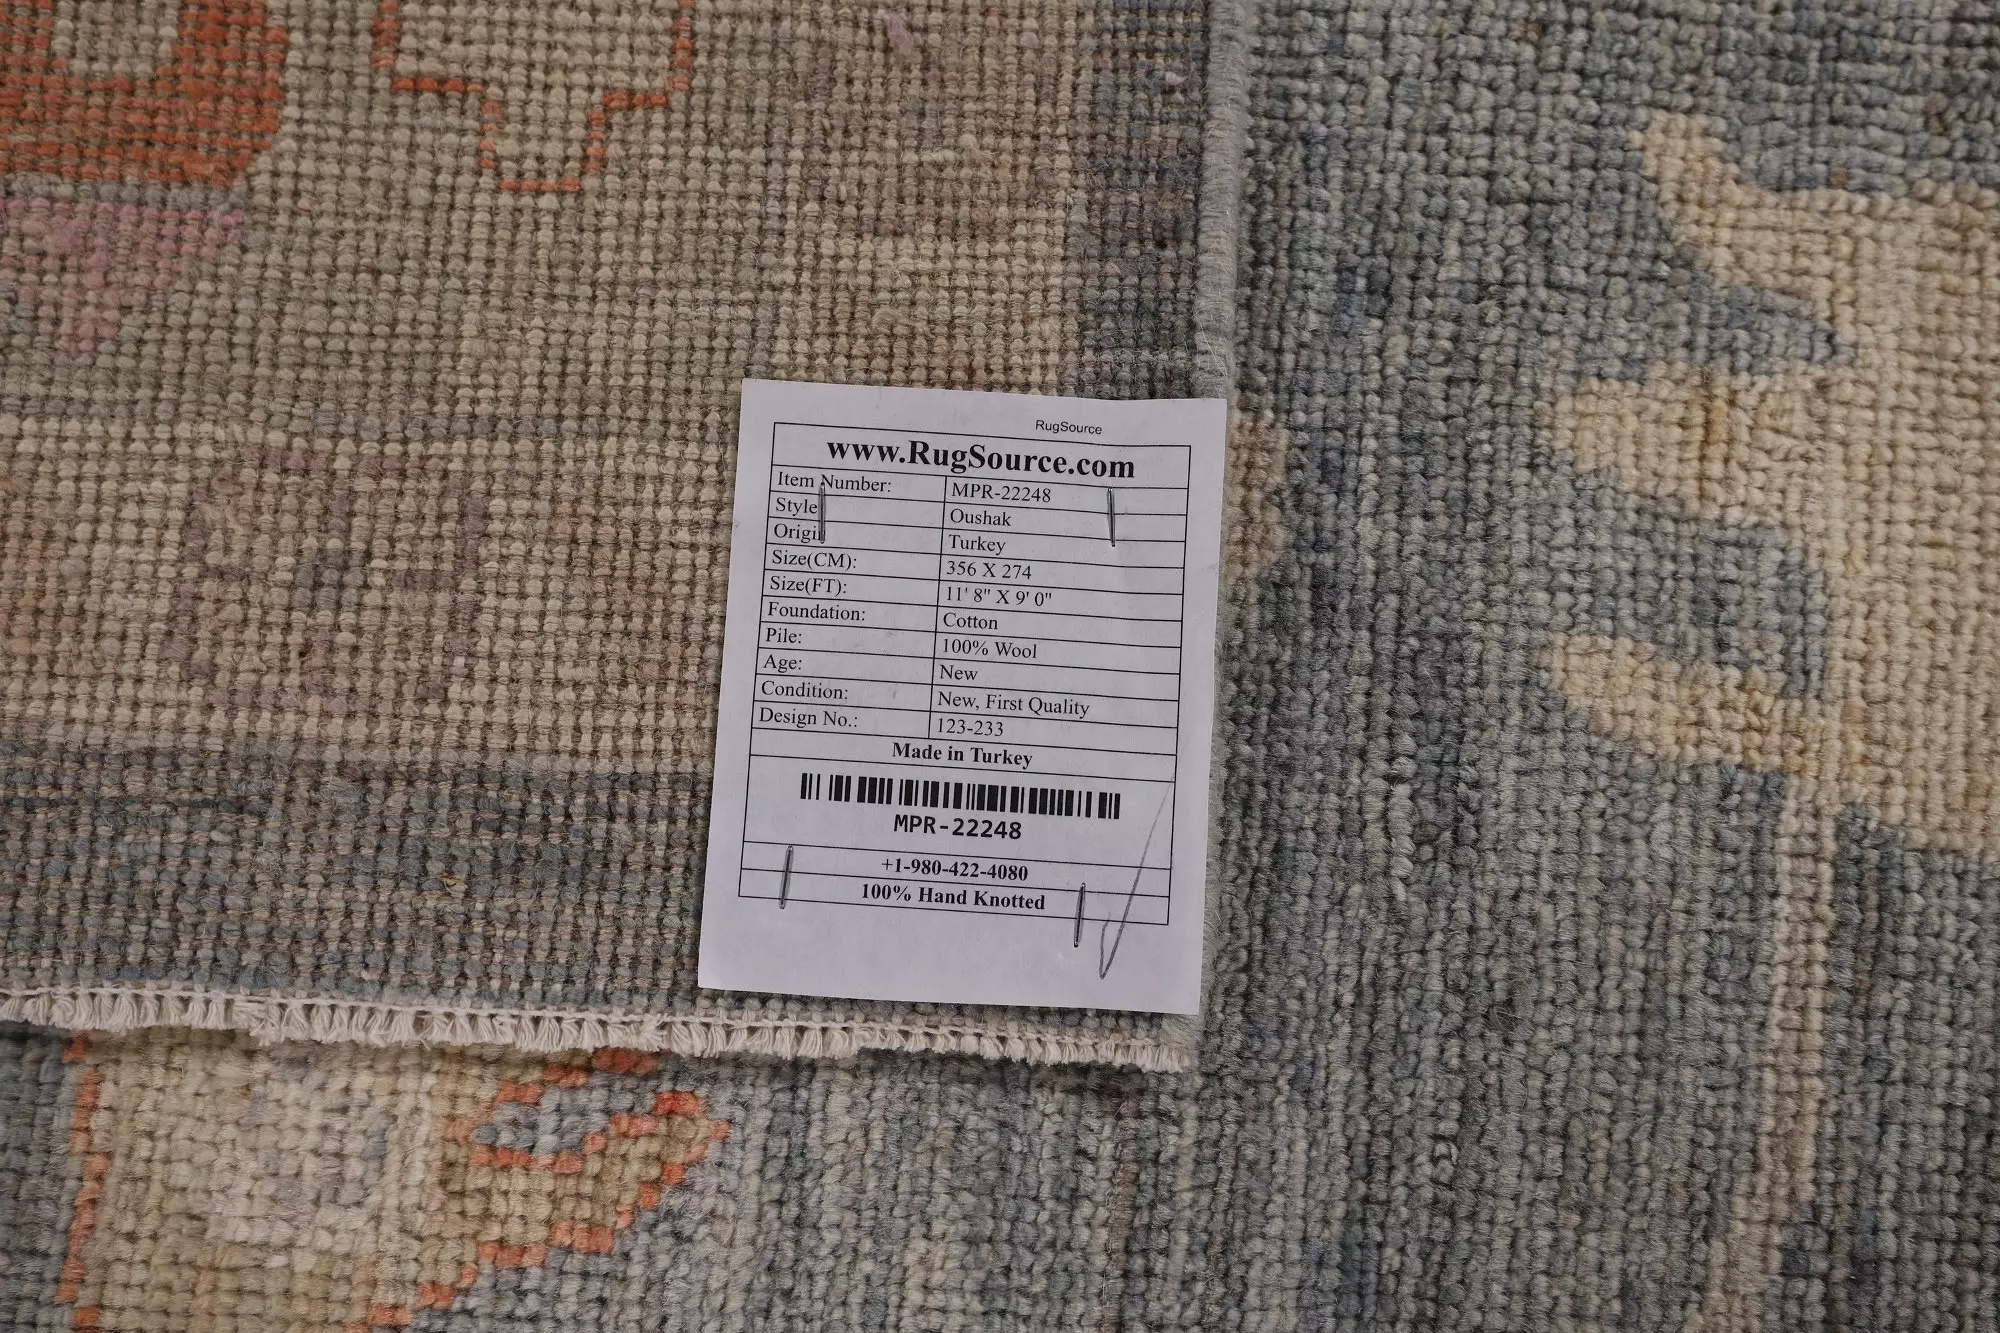 RugSource
www.RugSource.com
Item Number: MPR-22248
Style Oushak
Origin Turkey
Size(CM): 356 X 274
Size(FT): 11' 8" X 9' 0"
Foundation: Cotton
Pile: 100% Wool
Age: New
Condition: New, First Quality
Design No.: 123-233
Made in Turkey
MPR-22248
+1-980-422-4080
100% Hand Knotted